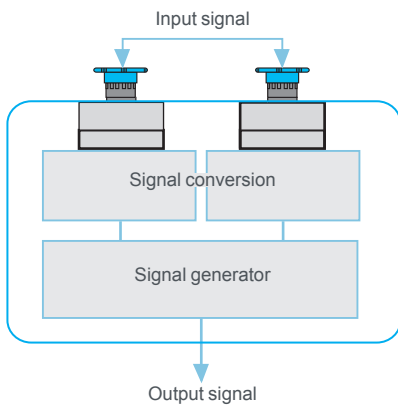 Input signal
Signal conversion
Signal generator
Output signal